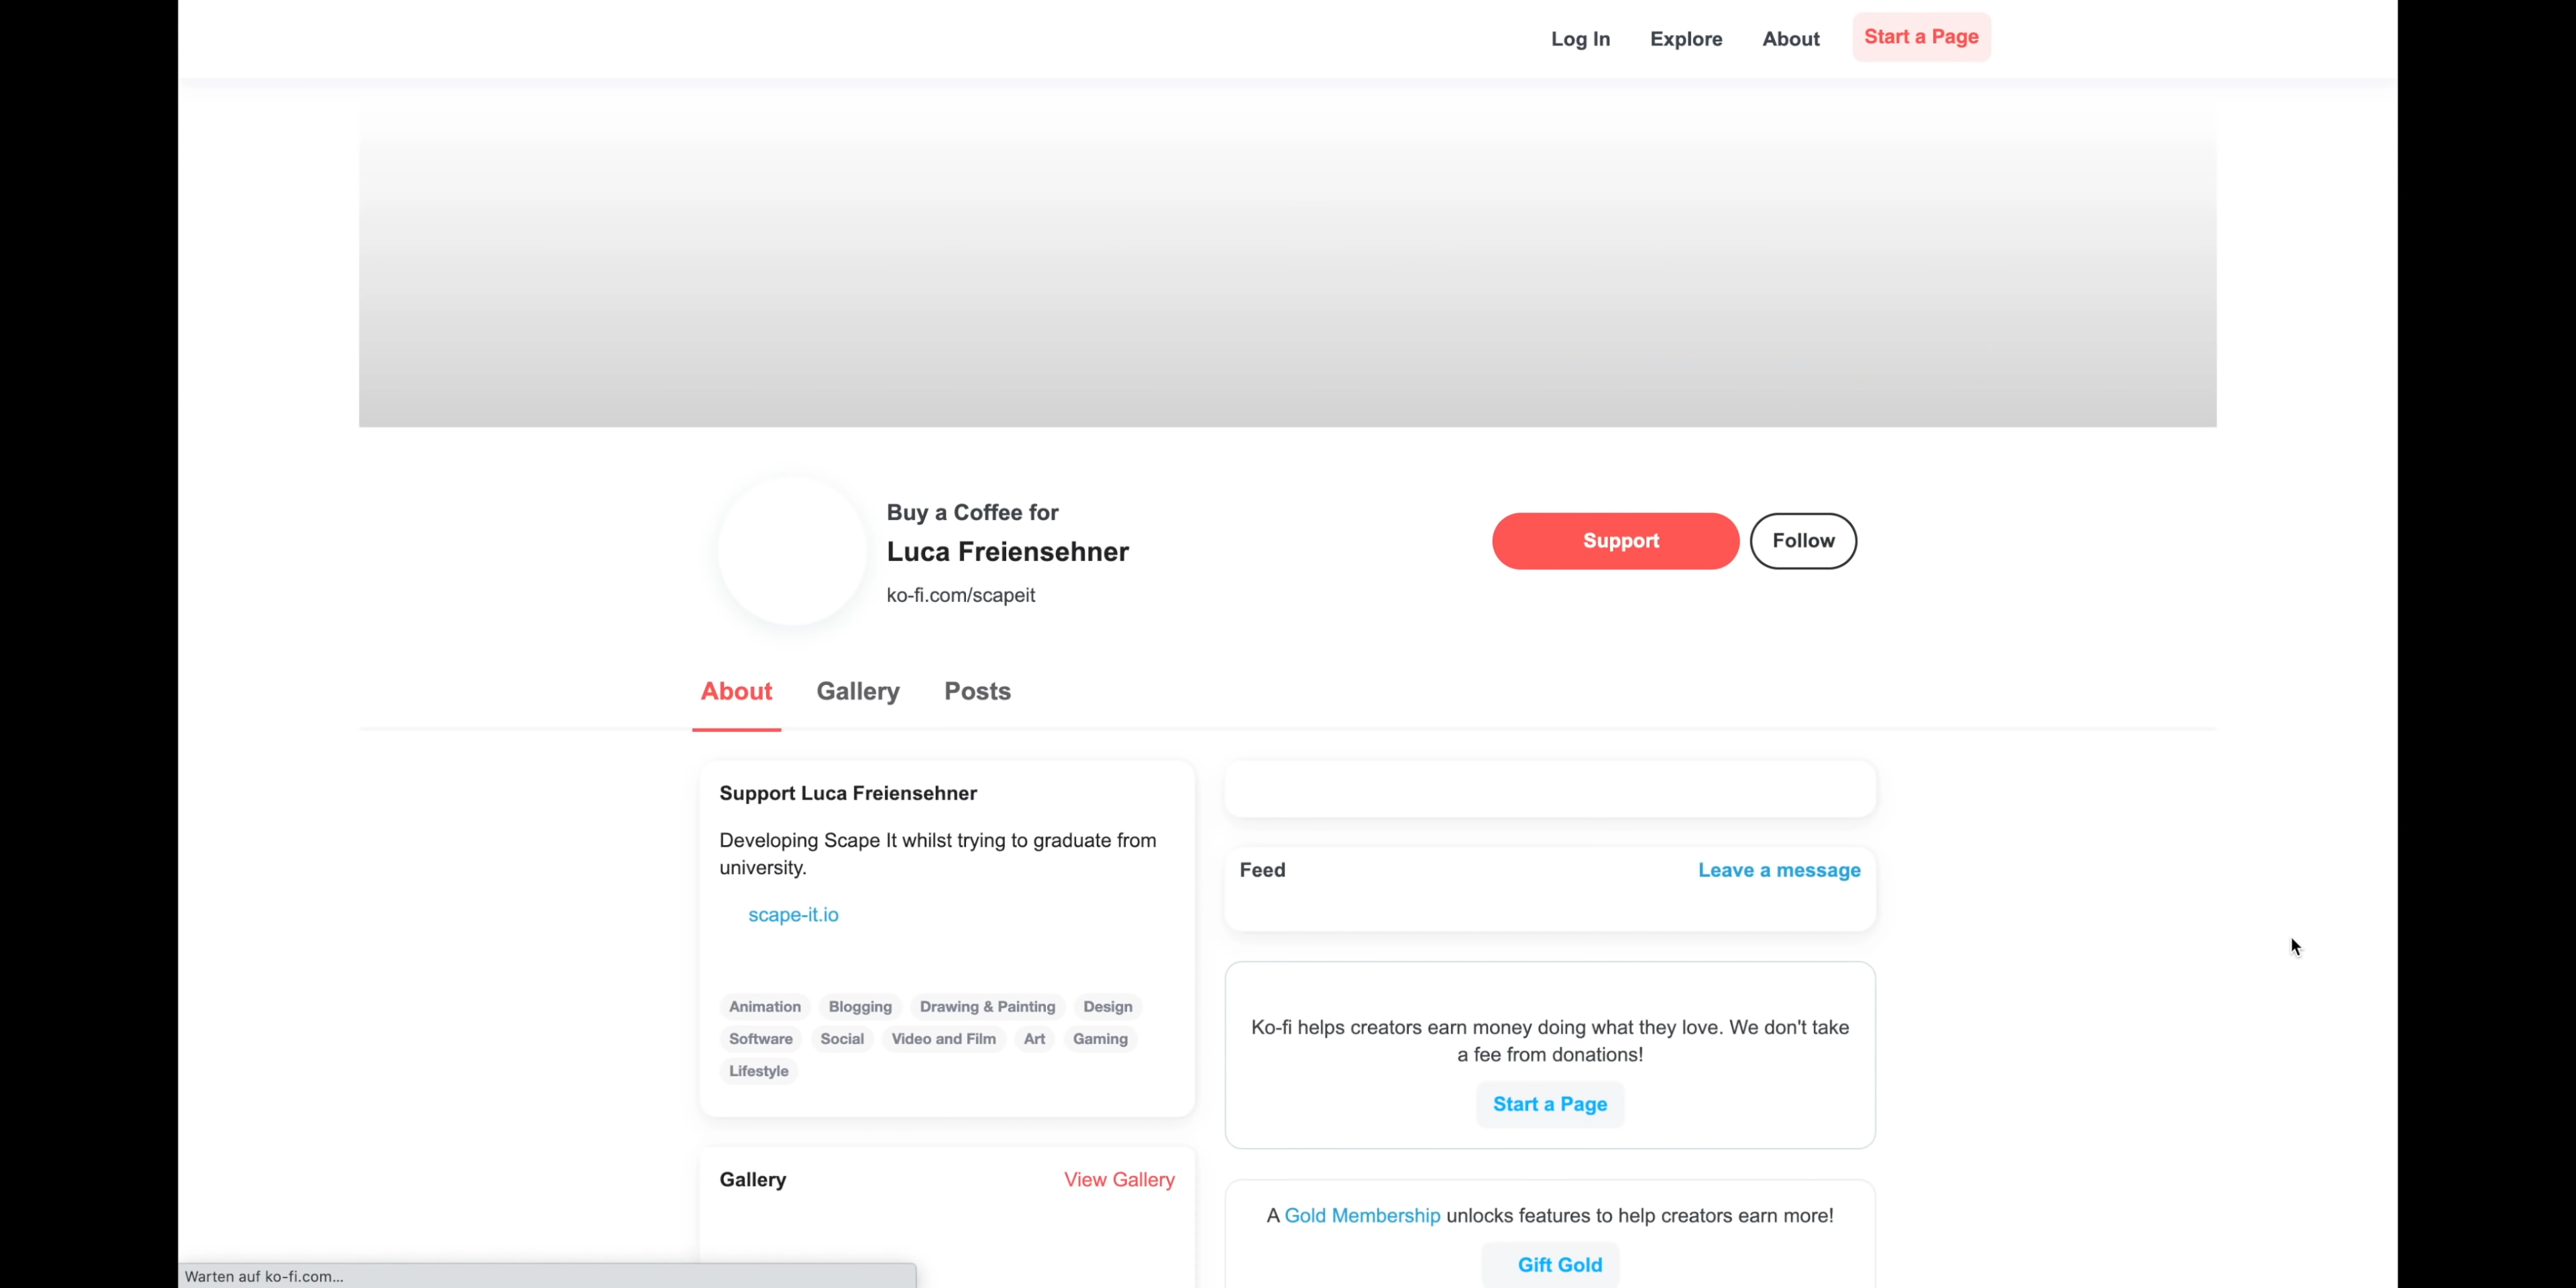 Log In Explore About Start a Page
Buy a Coffee for
Luca Freiensehner
ko-fi.com/scapeit
Support Follow
About Gallery Posts
Support Luca Freiensehner
Developing Scape It whilst trying to graduate from
university.
scape-it.io
Animation Blogging Drawing & Painting Design
Software Social Video and Film Art Gaming
Lifestyle
Gallery View Gallery
Feed Leave a message
Ko-fi helps creators earn money doing what they love. We don't take
a fee from donations!
Start a Page
A Gold Membership unlocks features to help creators earn more!
Gift Gold
Warten auf ko-fi.com...